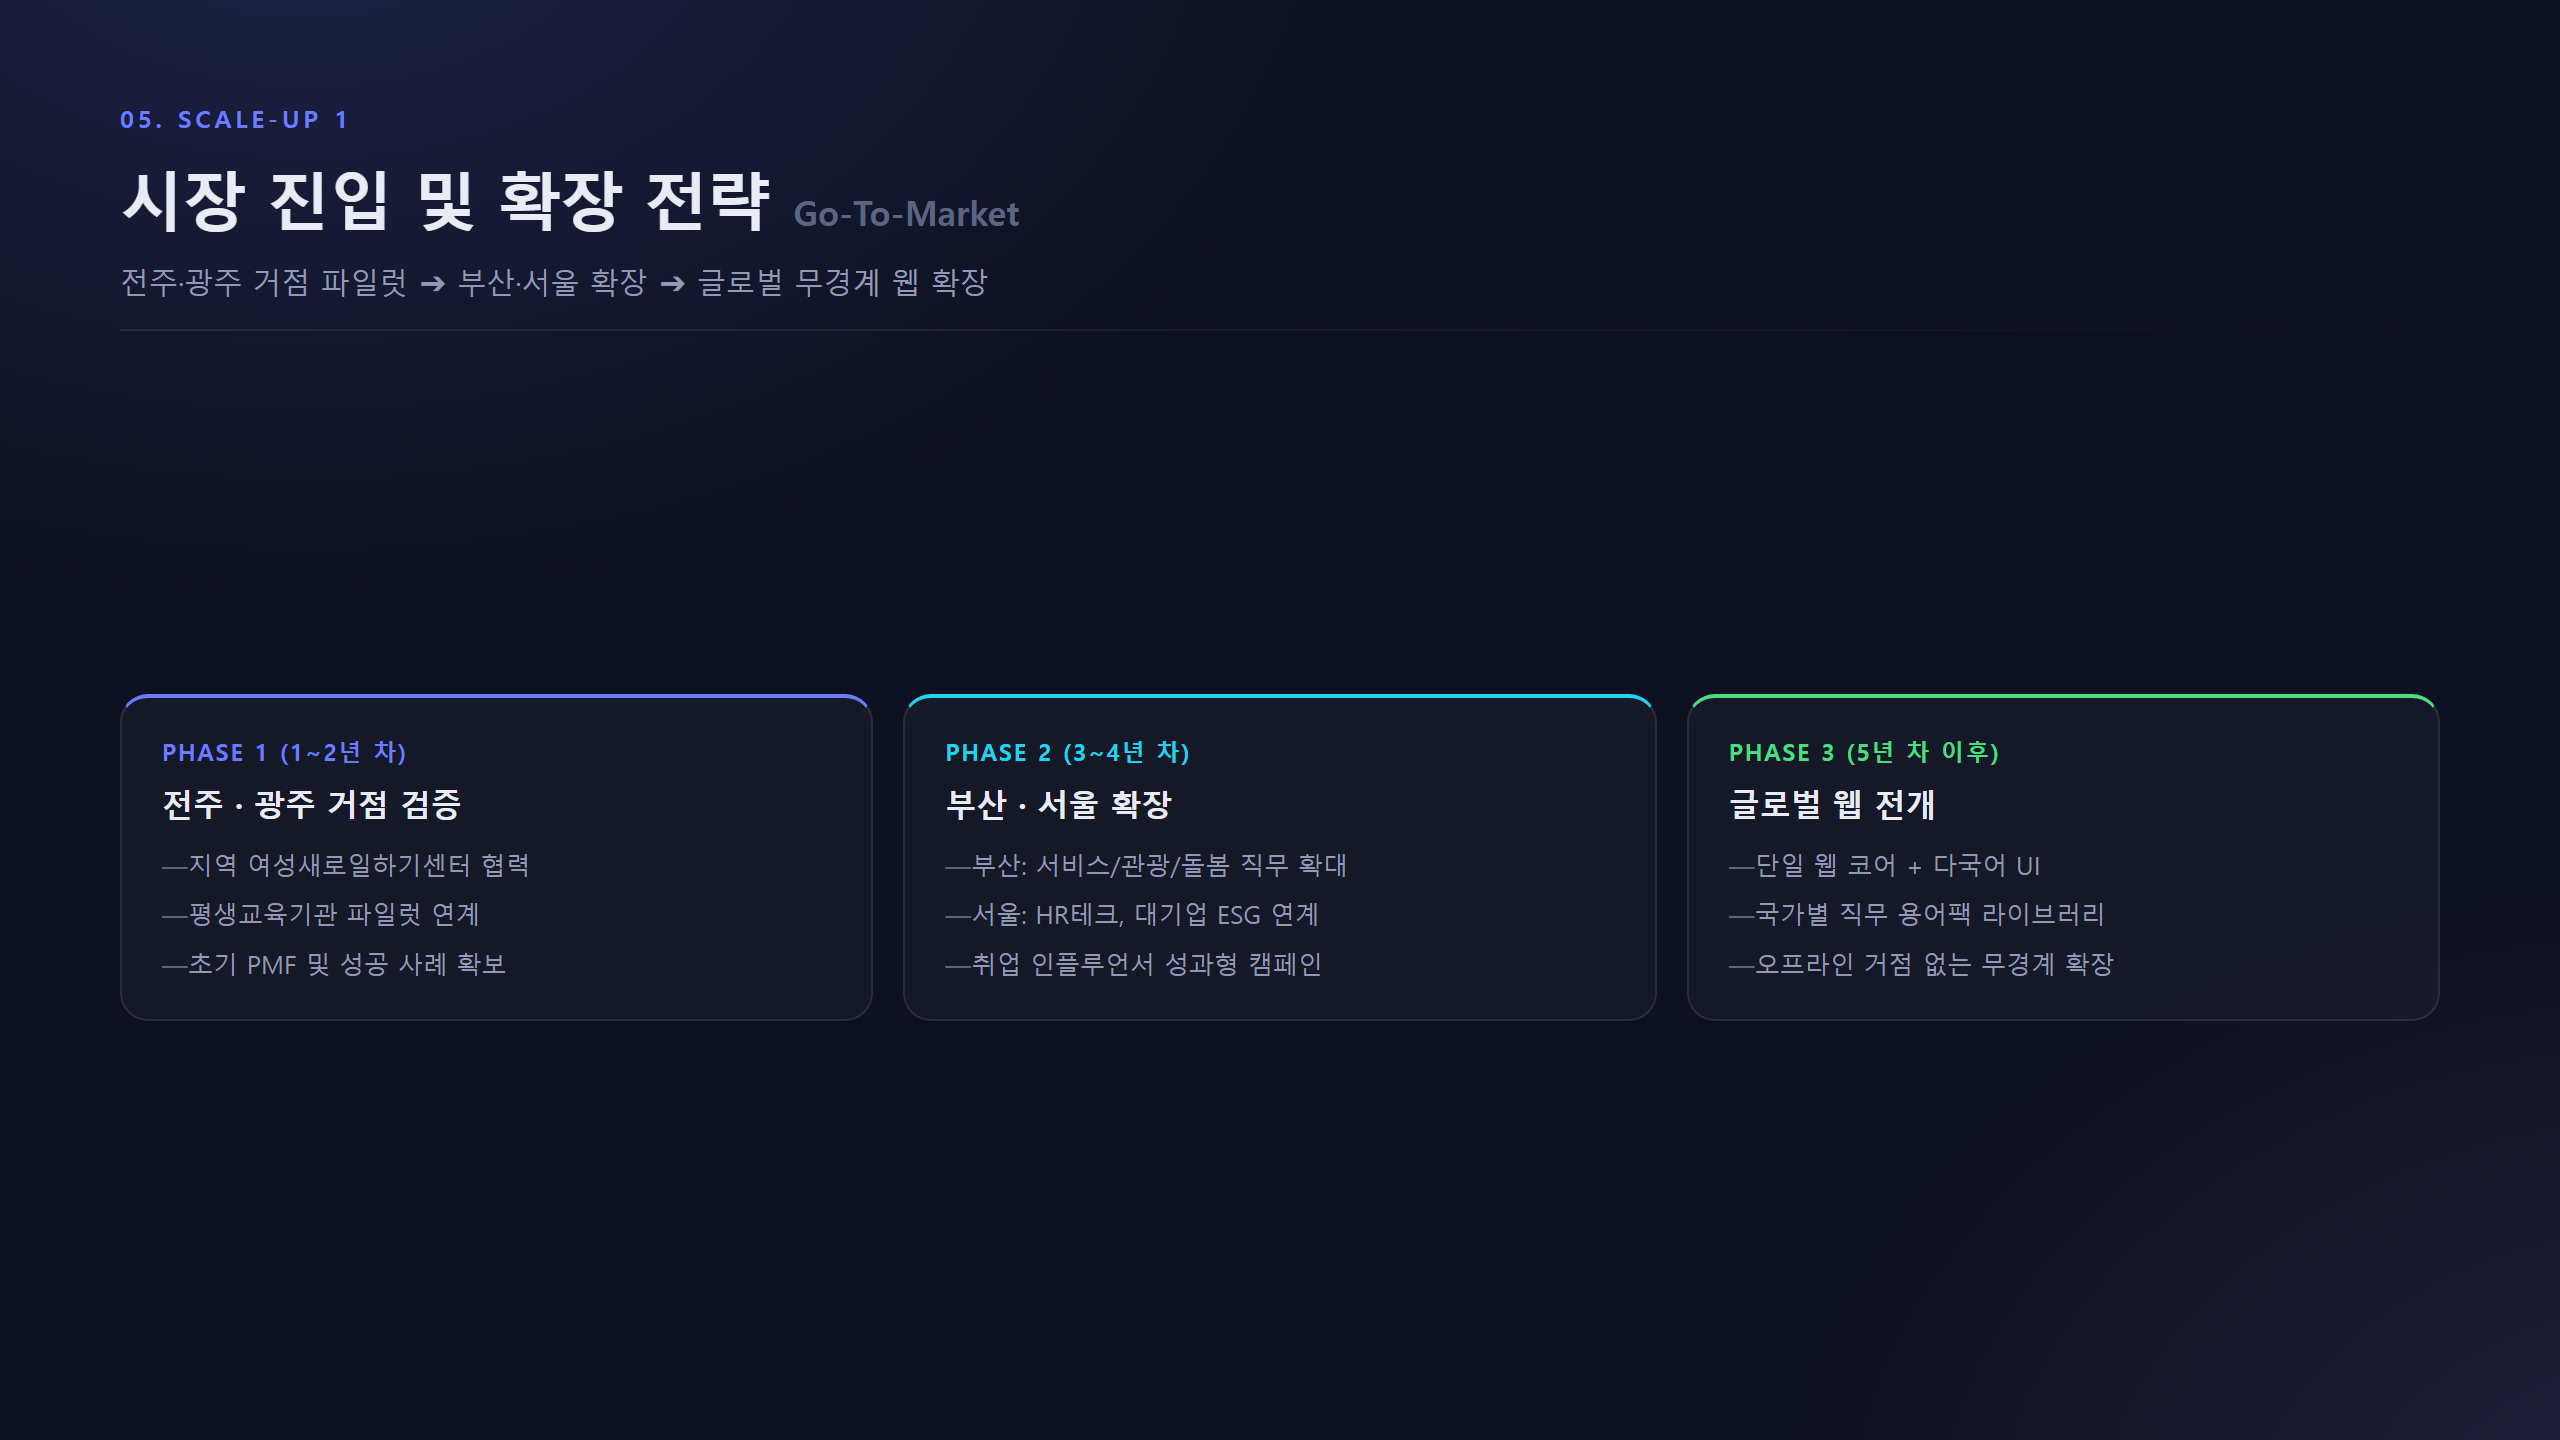 05. SCALE-UP 1
시장 진입 및 확장 전략 Go-To-Market
전주·광주 거점 파일럿 ➔ 부산·서울 확장 ➔ 글로벌 무경계 웹 확장
PHASE 1 (1~2년 차)
전주 · 광주 거점 검증
—지역 여성새로일하기센터 협력
—평생교육기관 파일럿 연계
—초기 PMF 및 성공 사례 확보
PHASE 2 (3~4년 차)
부산 · 서울 확장
—부산: 서비스/관광/돌봄 직무 확대
—서울: HR테크, 대기업 ESG 연계
—취업 인플루언서 성과형 캠페인
PHASE 3 (5년 차 이후)
글로벌 웹 전개
—단일 웹 코어 + 다국어 UI
—국가별 직무 용어팩 라이브러리
—오프라인 거점 없는 무경계 확장